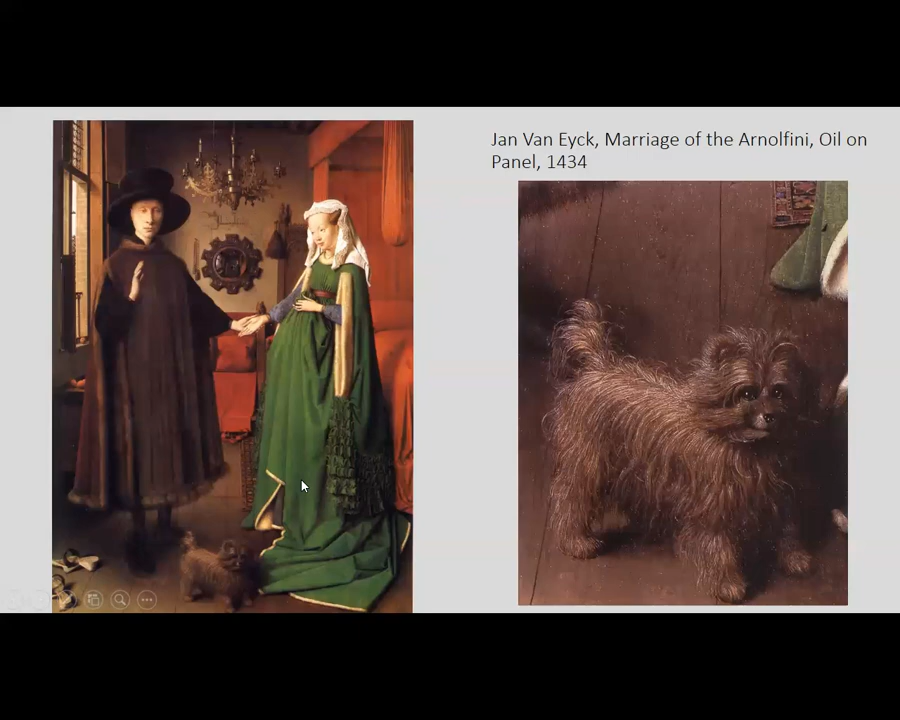 Jan Van Eyck, Marriage of the Arnolfini, Oil on
Panel, 1434